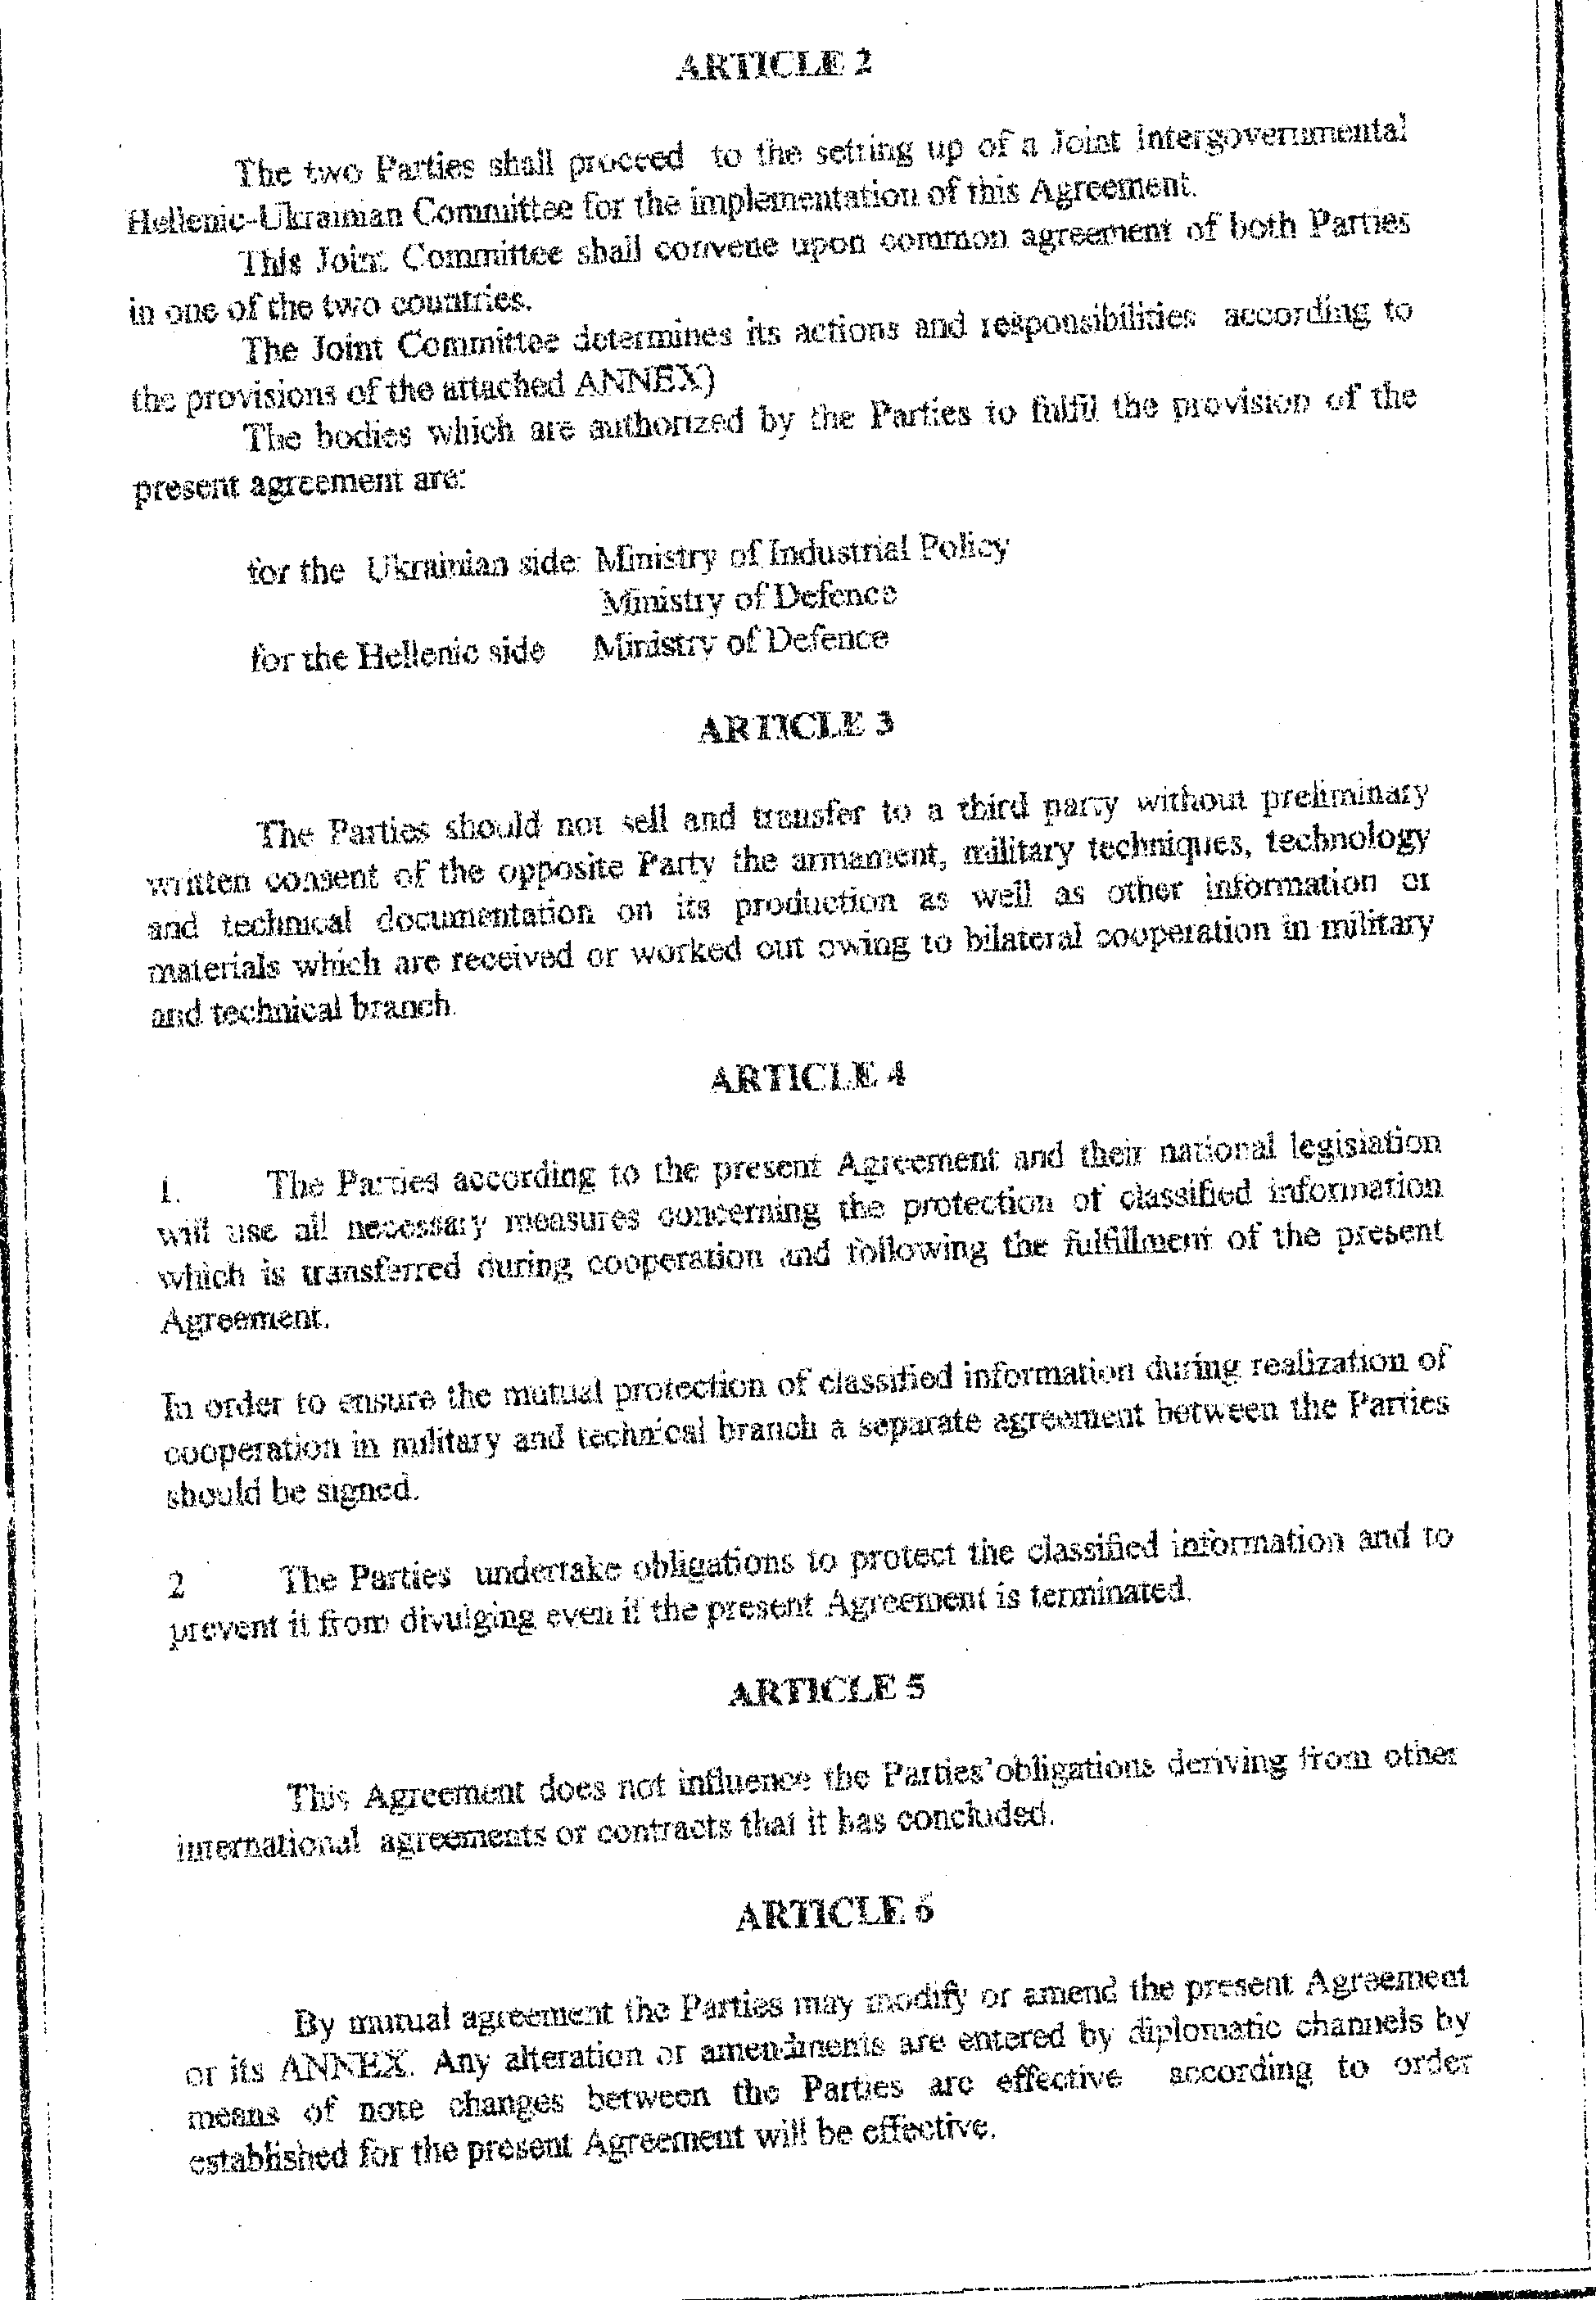 ARTICLE 2
The two Parties shall proceed to the setting up of a Joint Intergovernmental
Hellenic-Ukrainian Committee for the implementation of this Agreement.
This Joint Committee shall convene upon common agreement of both Parties
in one of the two countries.
The Joint Committee determines its actions and responsibilities according to
the provisions of the attached ANNEX)
The bodies which are authorized by the Parties to fulfil the provision of the
present agreement are:
for the Ukrainian side: Ministry of Industrial Policy
Ministry of Defence
for the Hellenic side Ministry of Defence
ARTICLE 3
The Parties should not sell and transfer to a third party without preliminary
written consent of the opposite Party the armament, military techniques, technology
and technical documentation on its production as well as other information or
materials which are received or worked out owing to bilateral cooperation in military
and technical branch.
ARTICLE 4
1. The Parties according to the present Agreement and their national legislation
will use all necessary measures concerning the protection of classified information
which is transferred during cooperation and following the fulfillment of the present
Agreement.
In order to ensure the mutual protection of classified information during realization of
cooperation in military and technical branch a separate agreement between the Parties
should be signed.
2 The Parties undertake obligations to protect the classified information and to
prevent it from divulging even if the present Agreement is terminated.
ARTICLE 5
This Agreement does not influence the Parties'obligations deriving from other
international agreements or contracts that it has concluded.
ARTICLE 6
By mutual agreement the Parties may modify or amend the present Agreement
or its ANNEX. Any alteration or amendments are entered by diplomatic channels by
means of note changes between the Parties are effective according to order
established for the present Agreement will be effective.